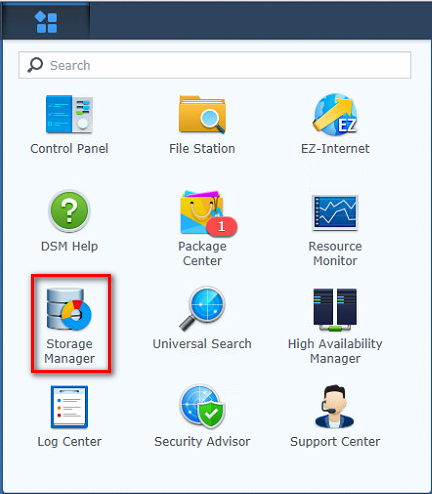 Search
Control Panel
File Station
EZ
EZ-Internet
DSM Help
1
Package
Center
Resource
Monitor
Storage
Manager
Universal Search
High Availability
Manager
Log Center
Security Advisor
Support Center